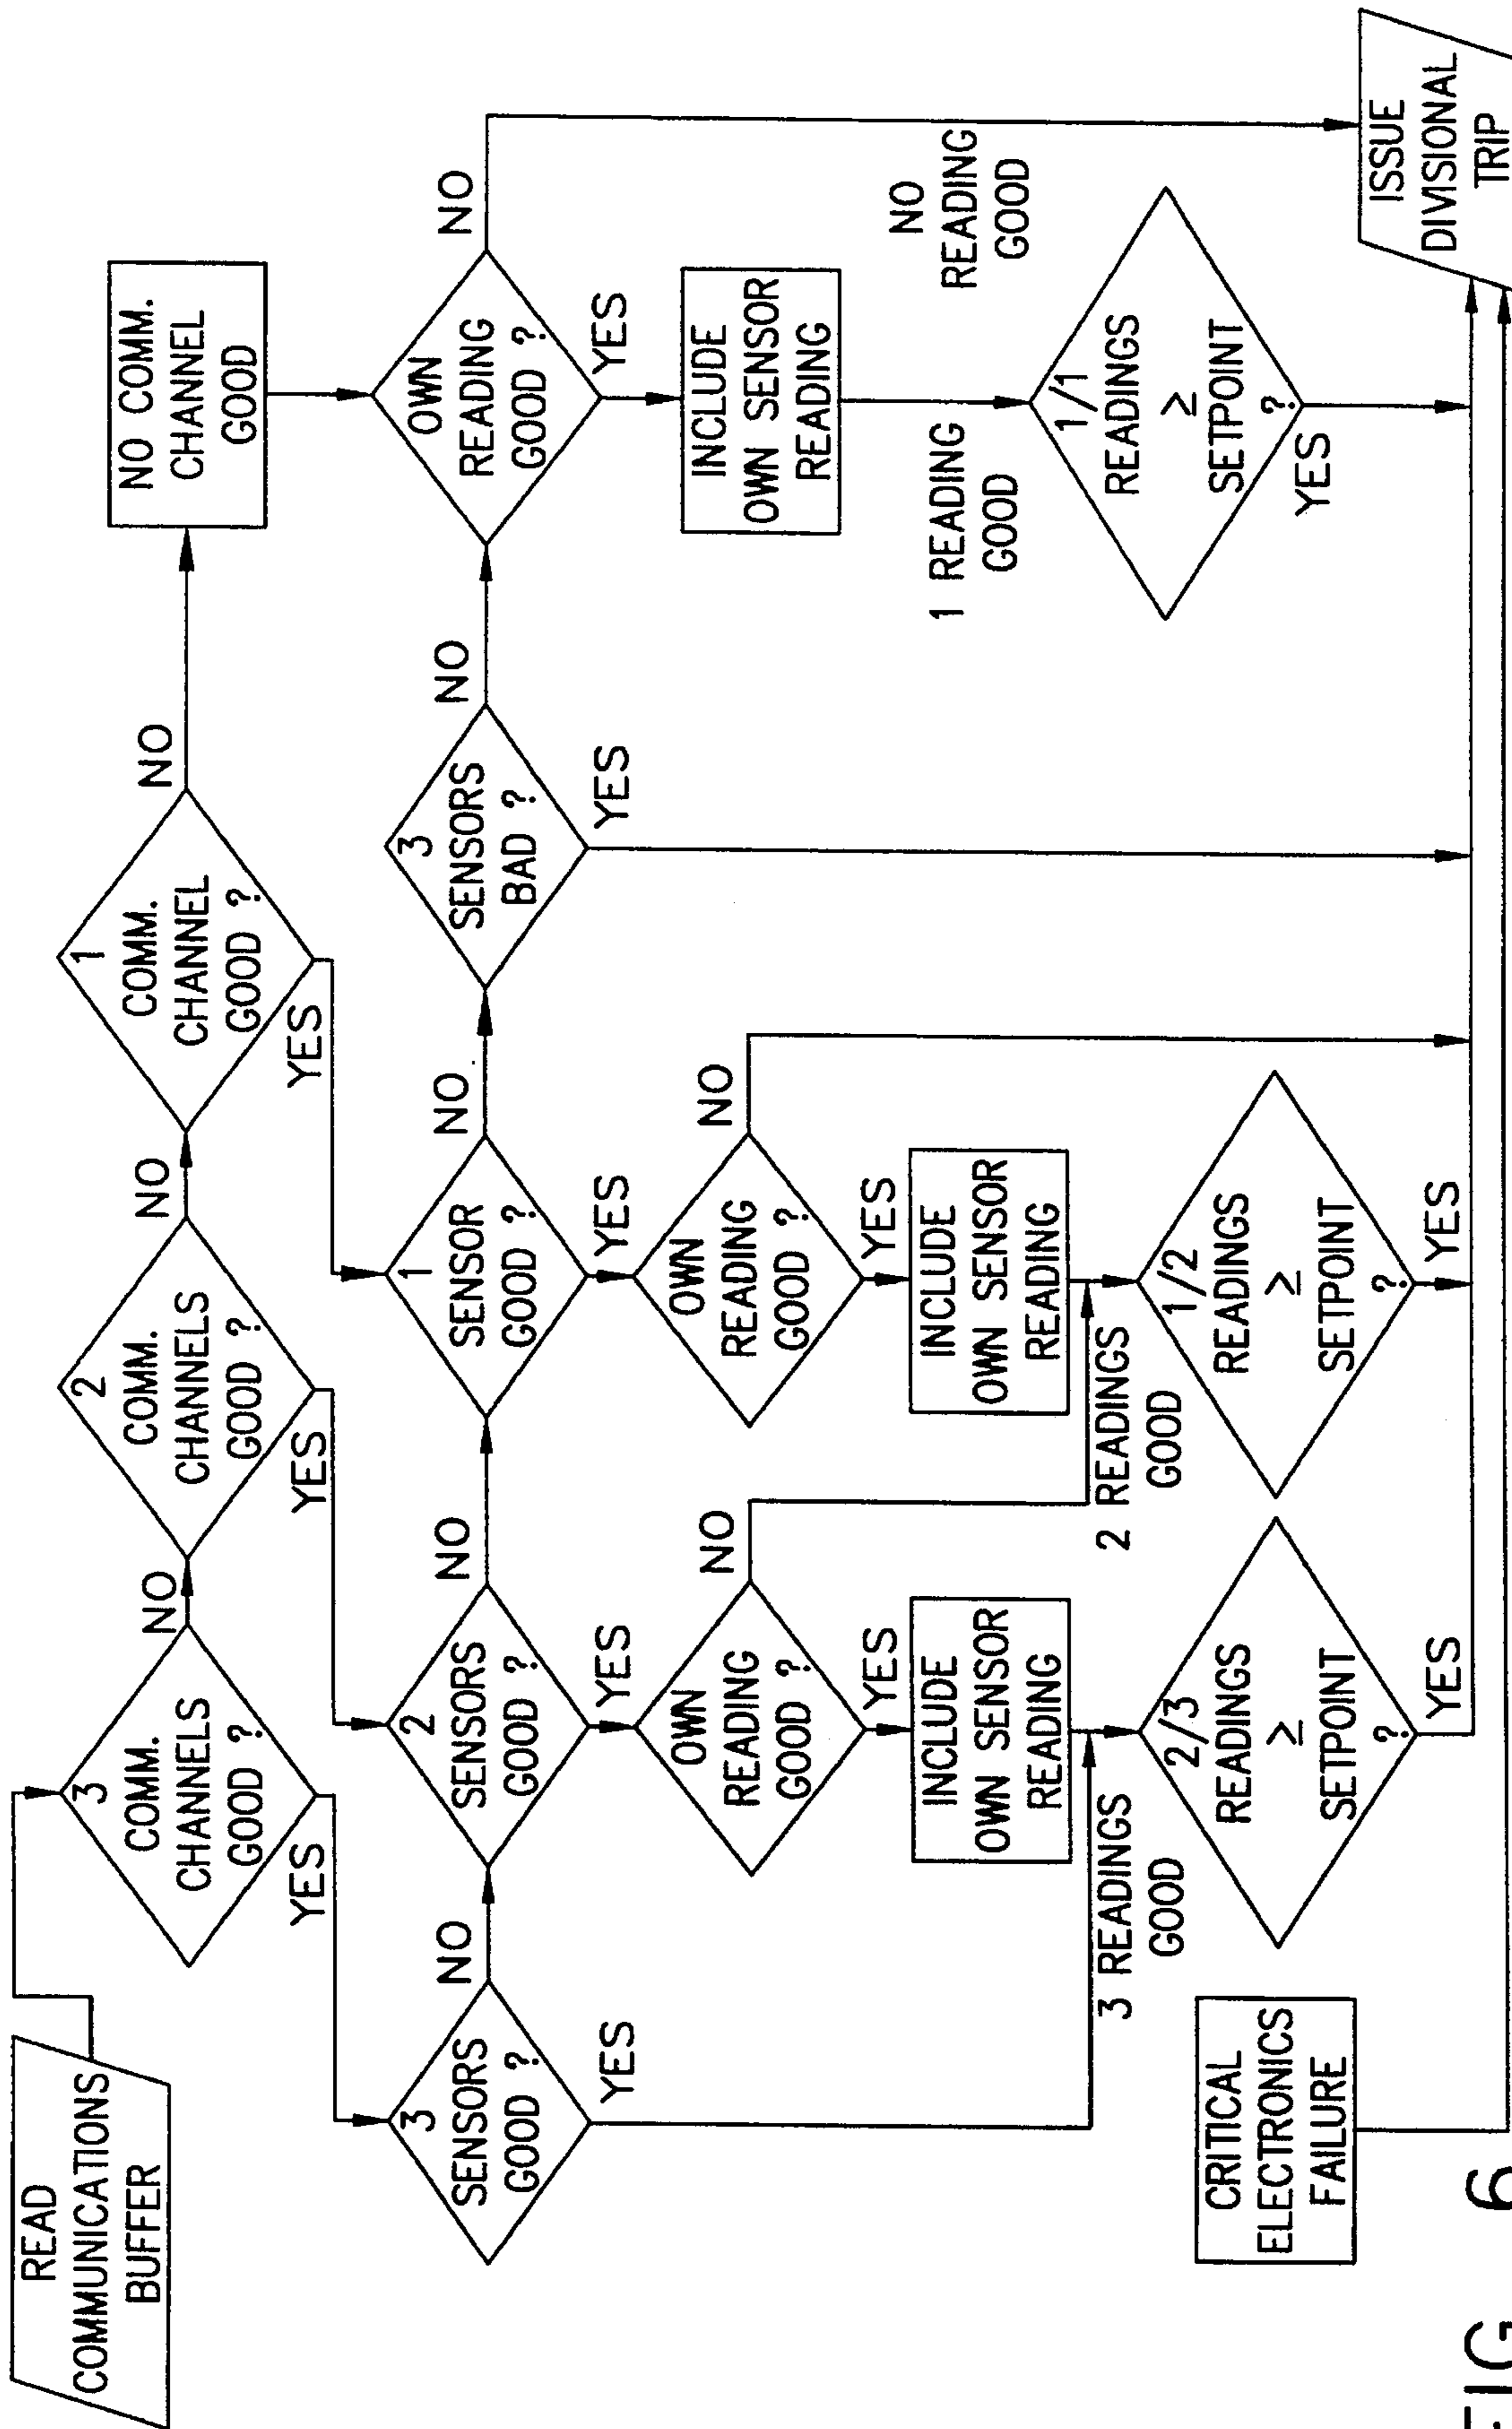 READ
COMMUNICATIONS
BUFFER
3
COMM.
CHANNELS
GOOD ?
NO
YES
2
COMM.
CHANNELS
GOOD ?
NO
YES
1
COMM.
CHANNEL
GOOD ?
NO
YES
NO COMM.
CHANNEL
GOOD
3
SENSORS
GOOD ?
NO
YES
2
SENSORS
GOOD ?
NO
YES
1
SENSOR
GOOD ?
NO
YES
3
SENSORS
BAD ?
NO
YES
OWN
READING
GOOD ?
NO
YES
OWN
READING
GOOD ?
NO
YES
OWN
READING
GOOD ?
NO
YES
INCLUDE
OWN SENSOR
READING
INCLUDE
OWN SENSOR
READING
INCLUDE
OWN SENSOR
READING
3 READINGS
GOOD
2 READINGS
GOOD
1 READING
GOOD
NO
READING
GOOD
2/3
READINGS
≥
SETPOINT
?
YES
1/2
READINGS
≥
SETPOINT
?
YES
1/1
READINGS
≥
SETPOINT
?
YES
CRITICAL
ELECTRONICS
FAILURE
ISSUE
DIVISIONAL
TRIP
FIG 6